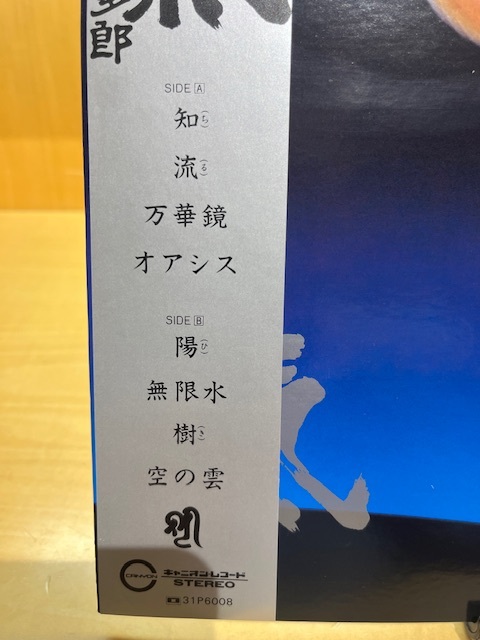 郎
SIDE A
知(ち)
流(る)
万華鏡
オアシス
SIDE B
陽(ひ)
無限水
樹(き)
空の雲
CANYON
キャニオンレコード
STEREO
31P6008